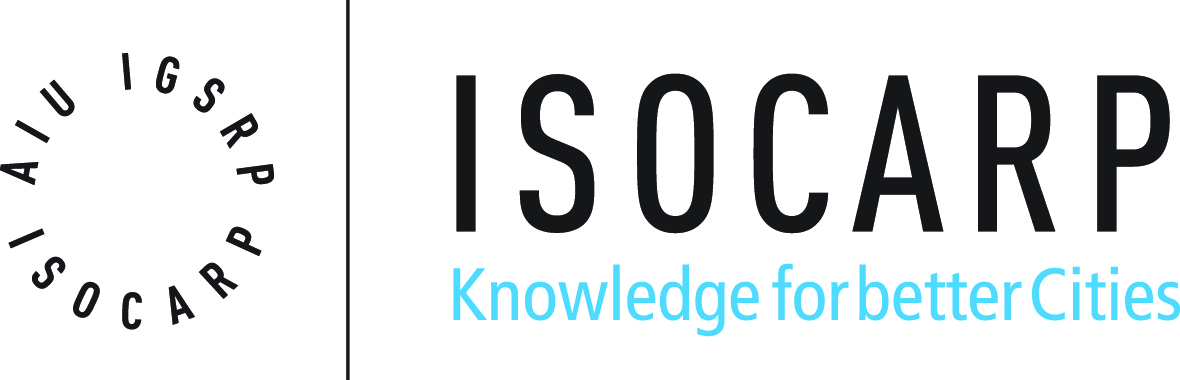 AIU IGSRP
ISOCARP
ISOCARP
Knowledge for better Cities